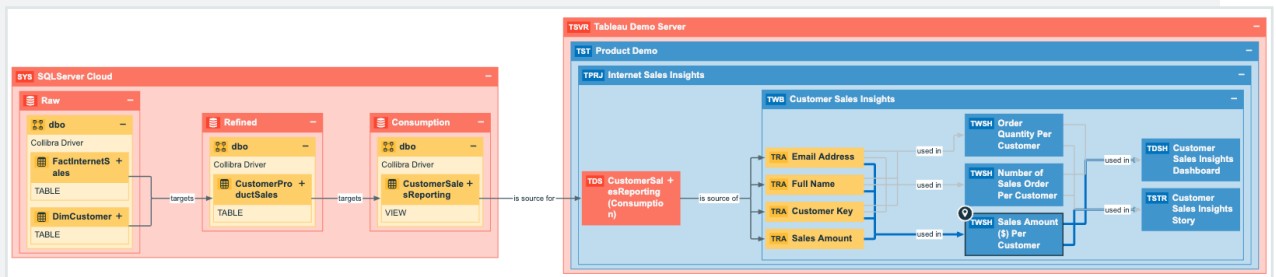 TSVR Tableau Demo Server
TST Product Demo
TPRJ Internet Sales Insights
SYS SQLServer Cloud
Raw
dbo
Collibra Driver
FactInternetS
ales
TABLE
DimCustomer
TABLE
targets
Refined
dbo
Collibra Driver
CustomerPro
ductSales
TABLE
targets
Consumption
dbo
Collibra Driver
CustomerSale
sReporting
VIEW
is source for
TDS CustomerSal
esReporting
(Consumptio
n)
is source of
TWB Customer Sales Insights
TRA Email Address
TRA Full Name
TRA Customer Key
TRA Sales Amount
used in
used in
used in
TWSH Order
Quantity Per
Customer
TWSH Number of
Sales Order
Per Customer
TWSH Sales Amount
($) Per
Customer
used in
used in
TDSH Customer
Sales Insights
Dashboard
TSTR Customer
Sales Insights
Story